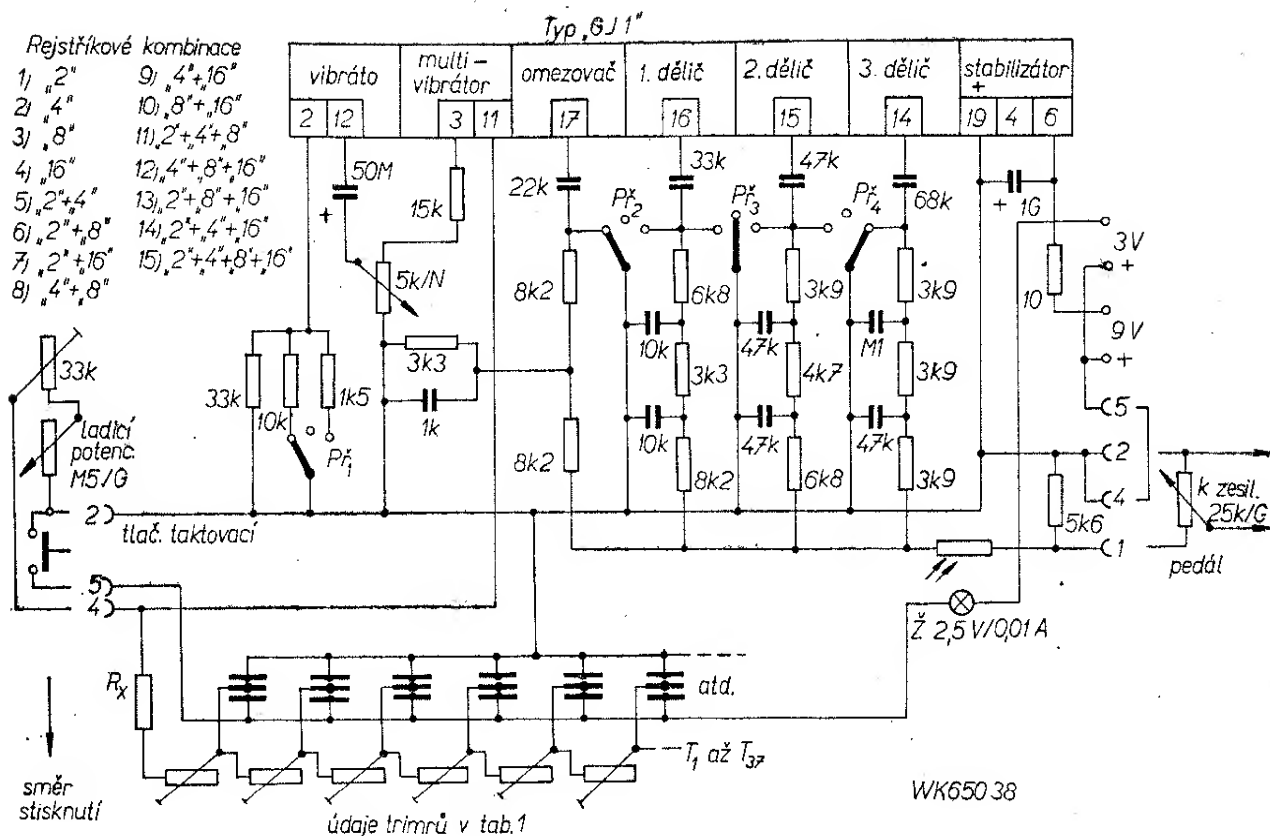 Typ „GJ1"
Rejstříkové kombinace
1) „2"
2) „4"
3) „8"
4) „16"
5) „2"+„4"
6) „2"+„8"
7) „2"+„16"
8) „4"+„8"
9) „4"+„16"
10) „8"+„16"
11) „2"+„4"+„8"
12) „4"+„8"+„16"
13) „2"+„8"+„16"
14) „2"+„4"+„16"
15) „2"+„4"+„8"+„16"
vibráto
multi-
vibrátor
omezovač
1. dělič
2. dělič
3. dělič
stabilizátor
+
2 12 3 11 17 16 15 14 19 4 6
50M
+
15k
22k
33k
47k
68k
Př2
Př3
Př4
+ 1G
3V
+
10
9V
+
5k/N
8k2
6k8
3k9
3k9
10k
47k
M1
3k3
3k3
4k7
3k9
33k
33k
10k
1k5
1k
10k
47k
47k
5
ladicí
potenc.
M5/G
Př1
8k2
8k2
6k8
3k9
2
4
k zesil.
25k/G
5k6
2
tlač. taktovací
1
pedál
5
4
Ž 2,5 V/0,01 A
Rx
atd.
T1 až T37
směr
stisknutí
údaje trimrů v tab.1
WK650 38